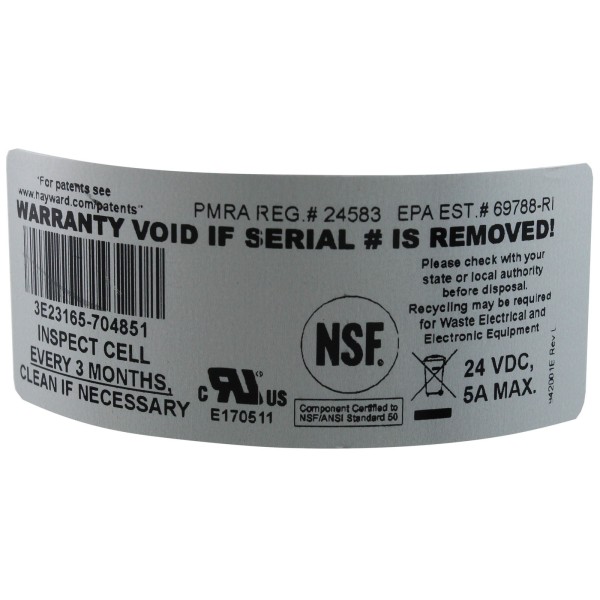 "For patents see
www.hayward.com/patents"
PMRA REG.# 24583 EPA EST.# 69788-RI
WARRANTY VOID IF SERIAL # IS REMOVED!
3E23165-704851
INSPECT CELL
EVERY 3 MONTHS,
CLEAN IF NECESSARY
C UR US
E170511
NSF.
Component Certified to
NSF/ANSI Standard 50
Please check with your
state or local authority
before disposal.
Recycling may be required
for Waste Electrical and
Electronic Equipment
24 VDC,
5A MAX.
Rev L